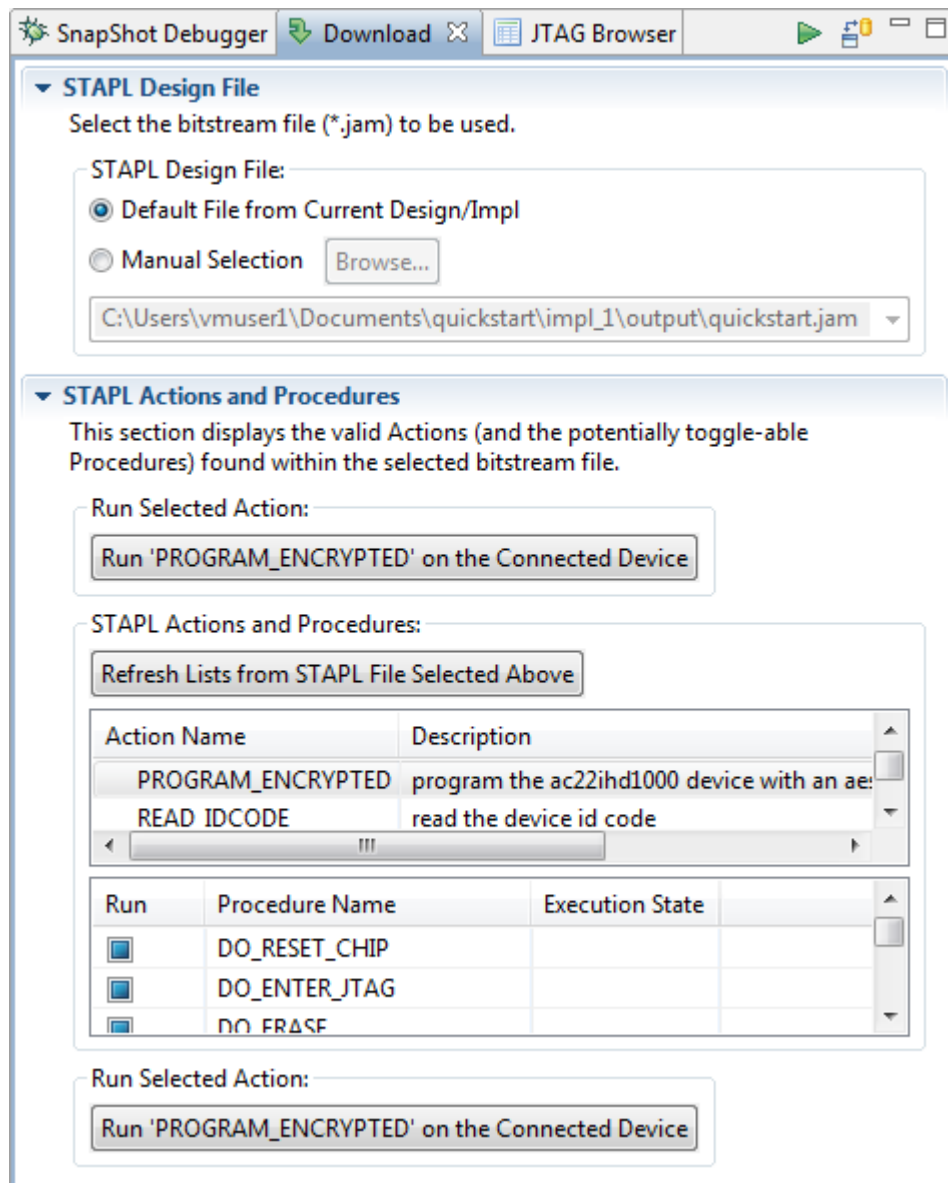 SnapShot Debugger Download JTAG Browser
STAPL Design File
Select the bitstream file (*.jam) to be used.
STAPL Design File:
Default File from Current Design/Impl
Manual Selection Browse...
C:\Users\vmuser1\Documents\quickstart\impl_1\output\quickstart.jam
STAPL Actions and Procedures
This section displays the valid Actions (and the potentially toggle-able
Procedures) found within the selected bitstream file.
Run Selected Action:
Run 'PROGRAM_ENCRYPTED' on the Connected Device
STAPL Actions and Procedures:
Refresh Lists from STAPL File Selected Above
Action Name Description
PROGRAM_ENCRYPTED program the ac22ihd1000 device with an aes
READ_IDCODE read the device id code
Run Procedure Name Execution State
DO_RESET_CHIP
DO_ENTER_JTAG
DO_ERASE
Run Selected Action:
Run 'PROGRAM_ENCRYPTED' on the Connected Device